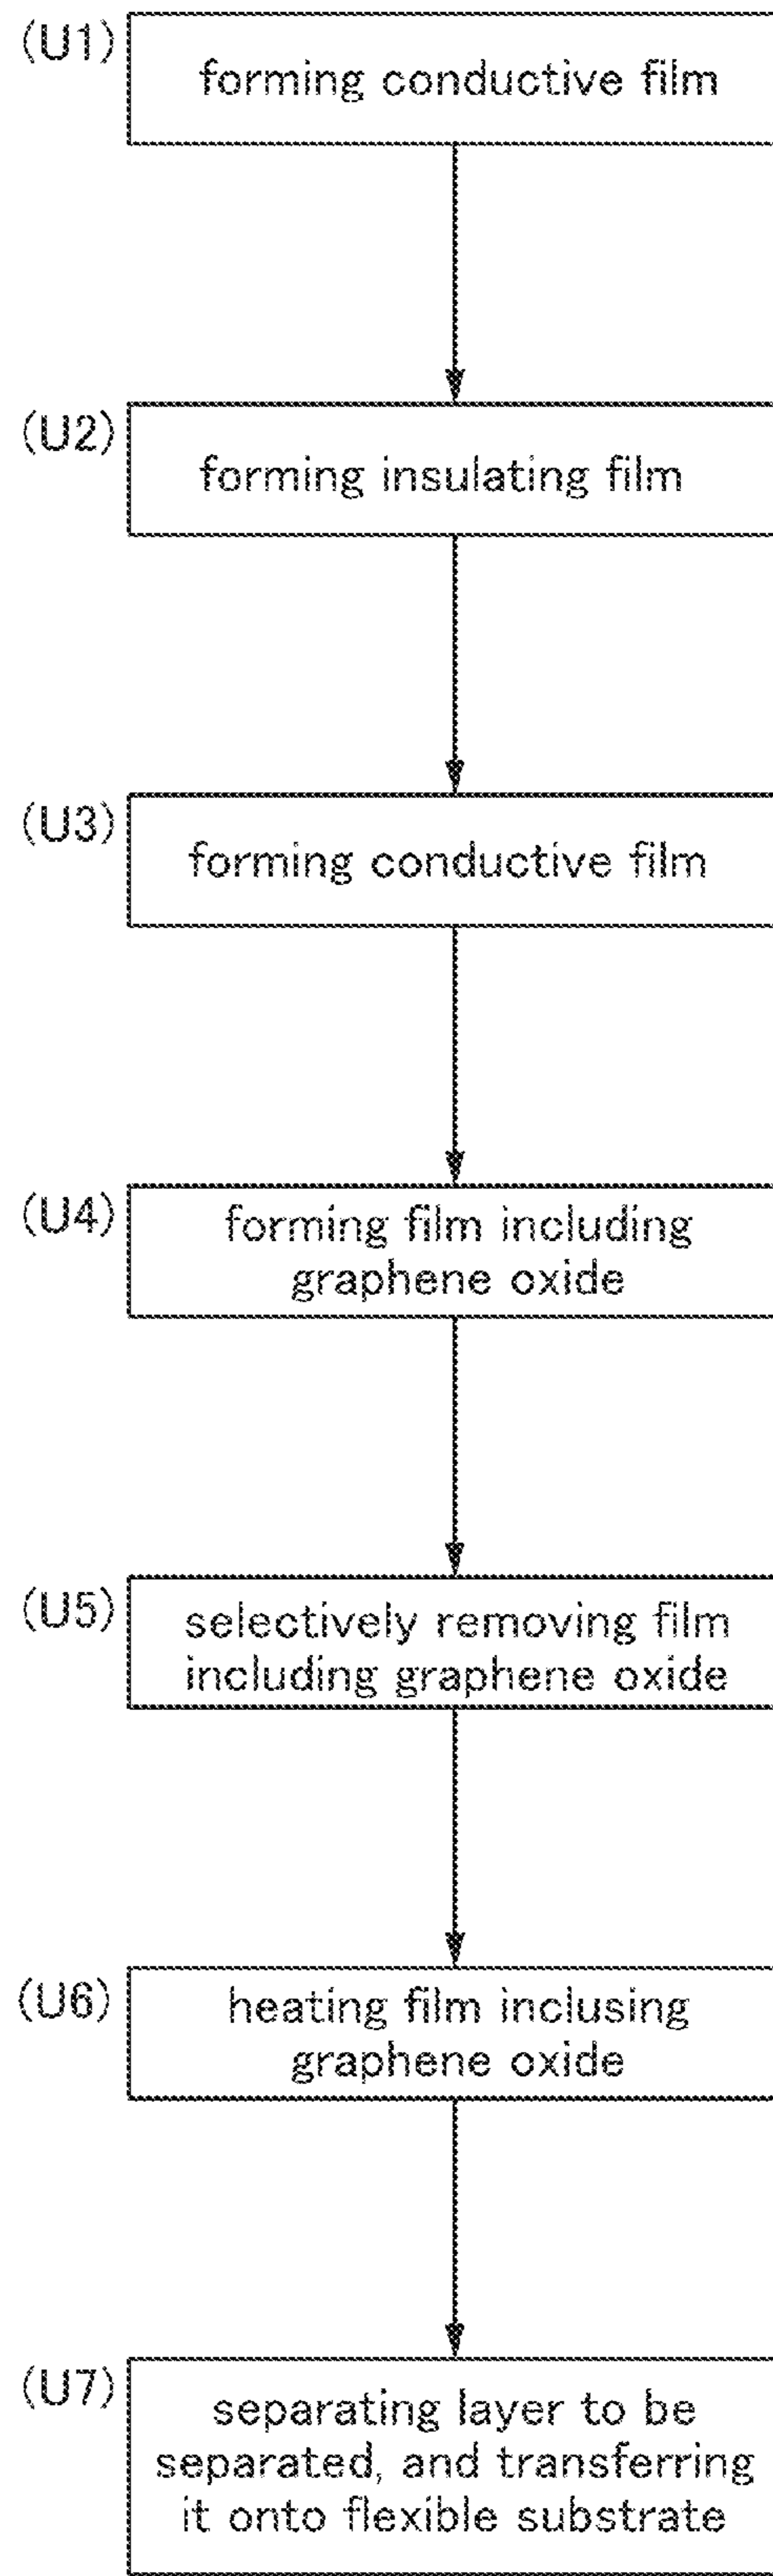 (U1)
forming conductive film
(U2)
forming insulating film
(U3)
forming conductive film
(U4)
forming film including
graphene oxide
(U5)
selectively removing film
including graphene oxide
(U6)
heating film inclusing
graphene oxide
(U7)
separating layer to be
separated, and transferring
it onto flexible substrate